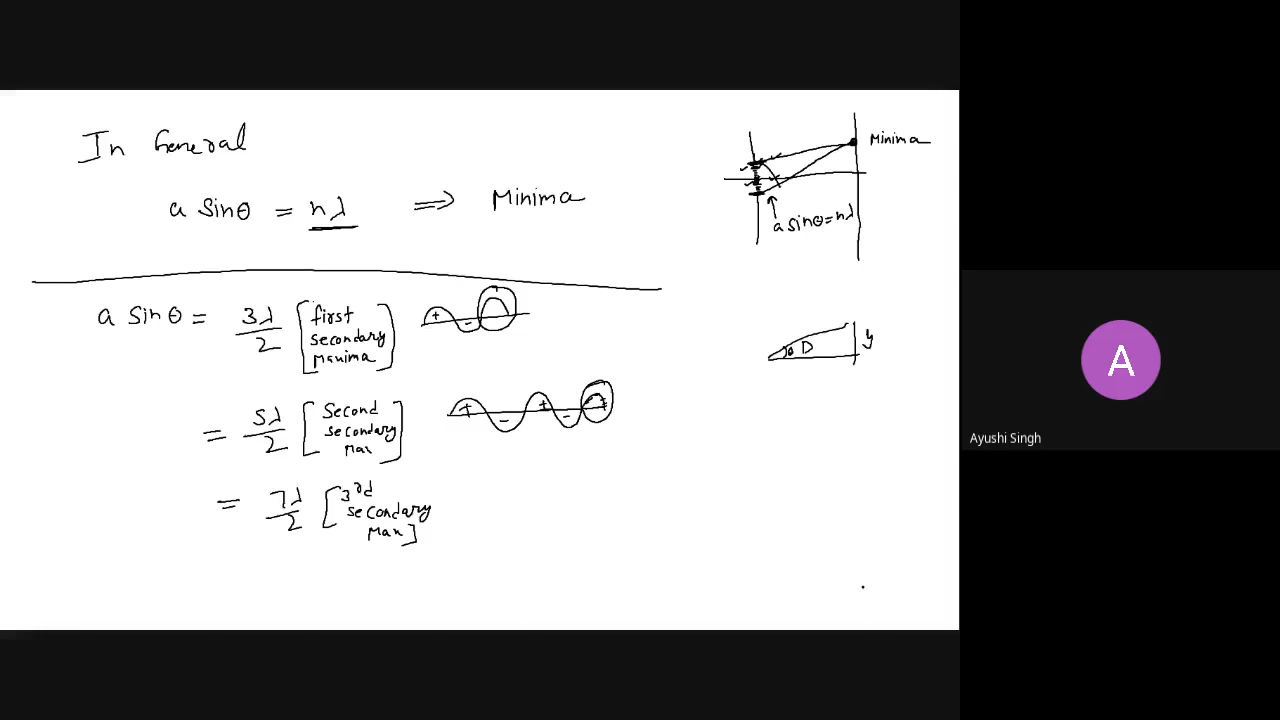 In General
a sinθ = nλ ⟹ Minima
a sinθ = 3λ/2 [first
secondary
maxima]
+ - +
= 5λ/2 [second
secondary
max]
+ - + - +
= 7λ/2 [3rd
secondary
max]
Minima
a sinθ = nλ
θ D y
A
Ayushi Singh